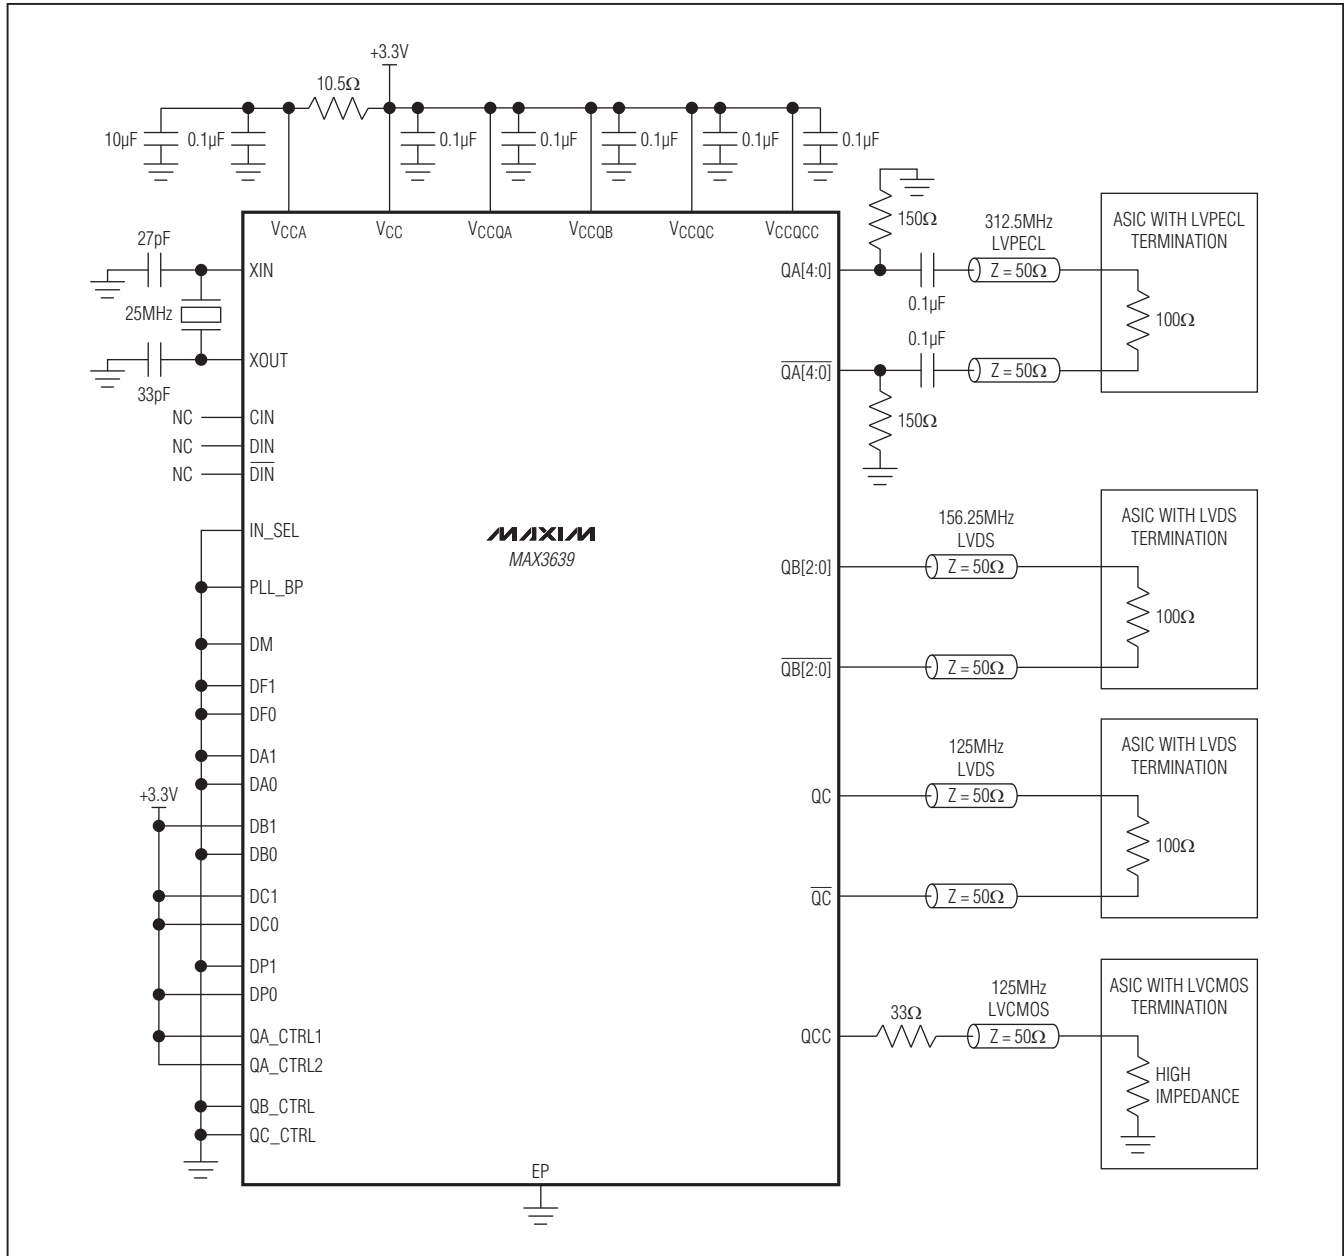 +3.3V
10.5Ω
10µF
0.1µF
0.1µF
0.1µF
0.1µF
0.1µF
0.1µF
VCCA
VCC
VCCQA
VCCQB
VCCQC
VCCQCC
27pF
25MHz
33pF
XIN
XOUT
NC
CIN
NC
DIN
NC
DIN
IN_SEL
PLL_BP
DM
DF1
DF0
DA1
DA0
+3.3V
DB1
DB0
DC1
DC0
DP1
DP0
QA_CTRL1
QA_CTRL2
QB_CTRL
QC_CTRL
MAXIM
MAX3639
EP
QA[4:0]
150Ω
0.1µF
312.5MHz
LVPECL
Z = 50Ω
ASIC WITH LVPECL
TERMINATION
100Ω
QA[4:0]
150Ω
0.1µF
Z = 50Ω
QB[2:0]
156.25MHz
LVDS
Z = 50Ω
ASIC WITH LVDS
TERMINATION
100Ω
QB[2:0]
Z = 50Ω
QC
125MHz
LVDS
Z = 50Ω
ASIC WITH LVDS
TERMINATION
100Ω
QC
Z = 50Ω
QCC
33Ω
125MHz
LVCMOS
Z = 50Ω
ASIC WITH LVCMOS
TERMINATION
HIGH
IMPEDANCE